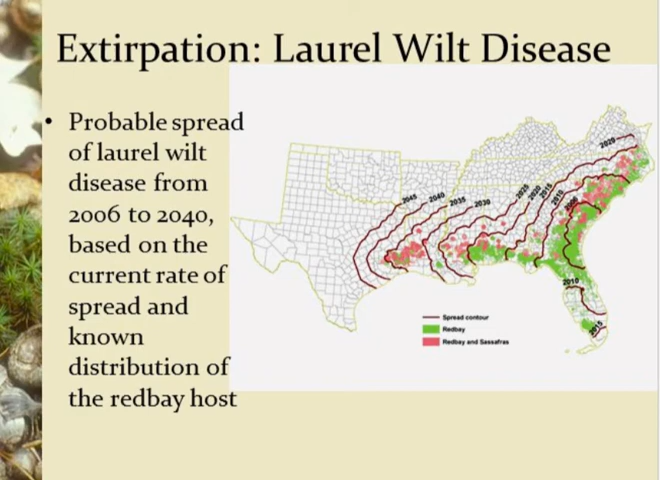 Extirpation: Laurel Wilt Disease
• Probable spread
of laurel wilt
disease from
2006 to 2040,
based on the
current rate of
spread and
known
distribution of
the redbay host
2045
2040
2035
2030
2025
2020
2015
2010
2020
2010
2015
Spread contour
Redbay
Redbay and Sassafras